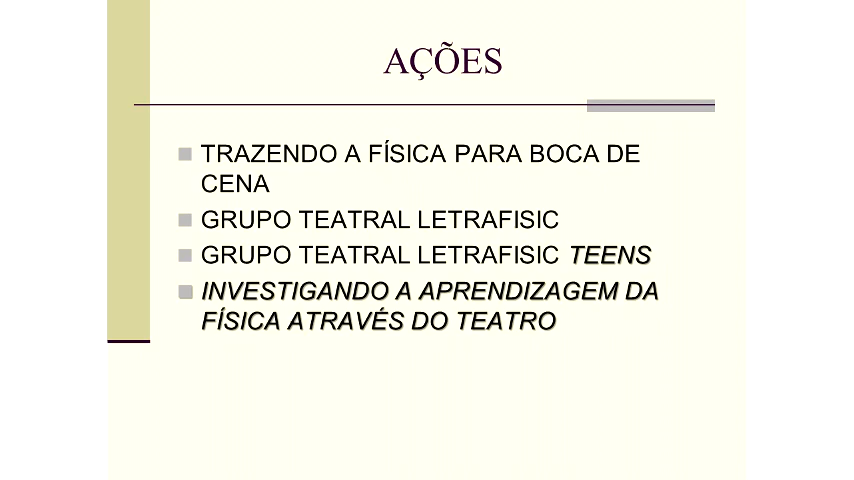 AÇÕES
TRAZENDO A FÍSICA PARA BOCA DE
CENA
GRUPO TEATRAL LETRAFISIC
GRUPO TEATRAL LETRAFISIC TEENS
INVESTIGANDO A APRENDIZAGEM DA
FÍSICA ATRAVÉS DO TEATRO